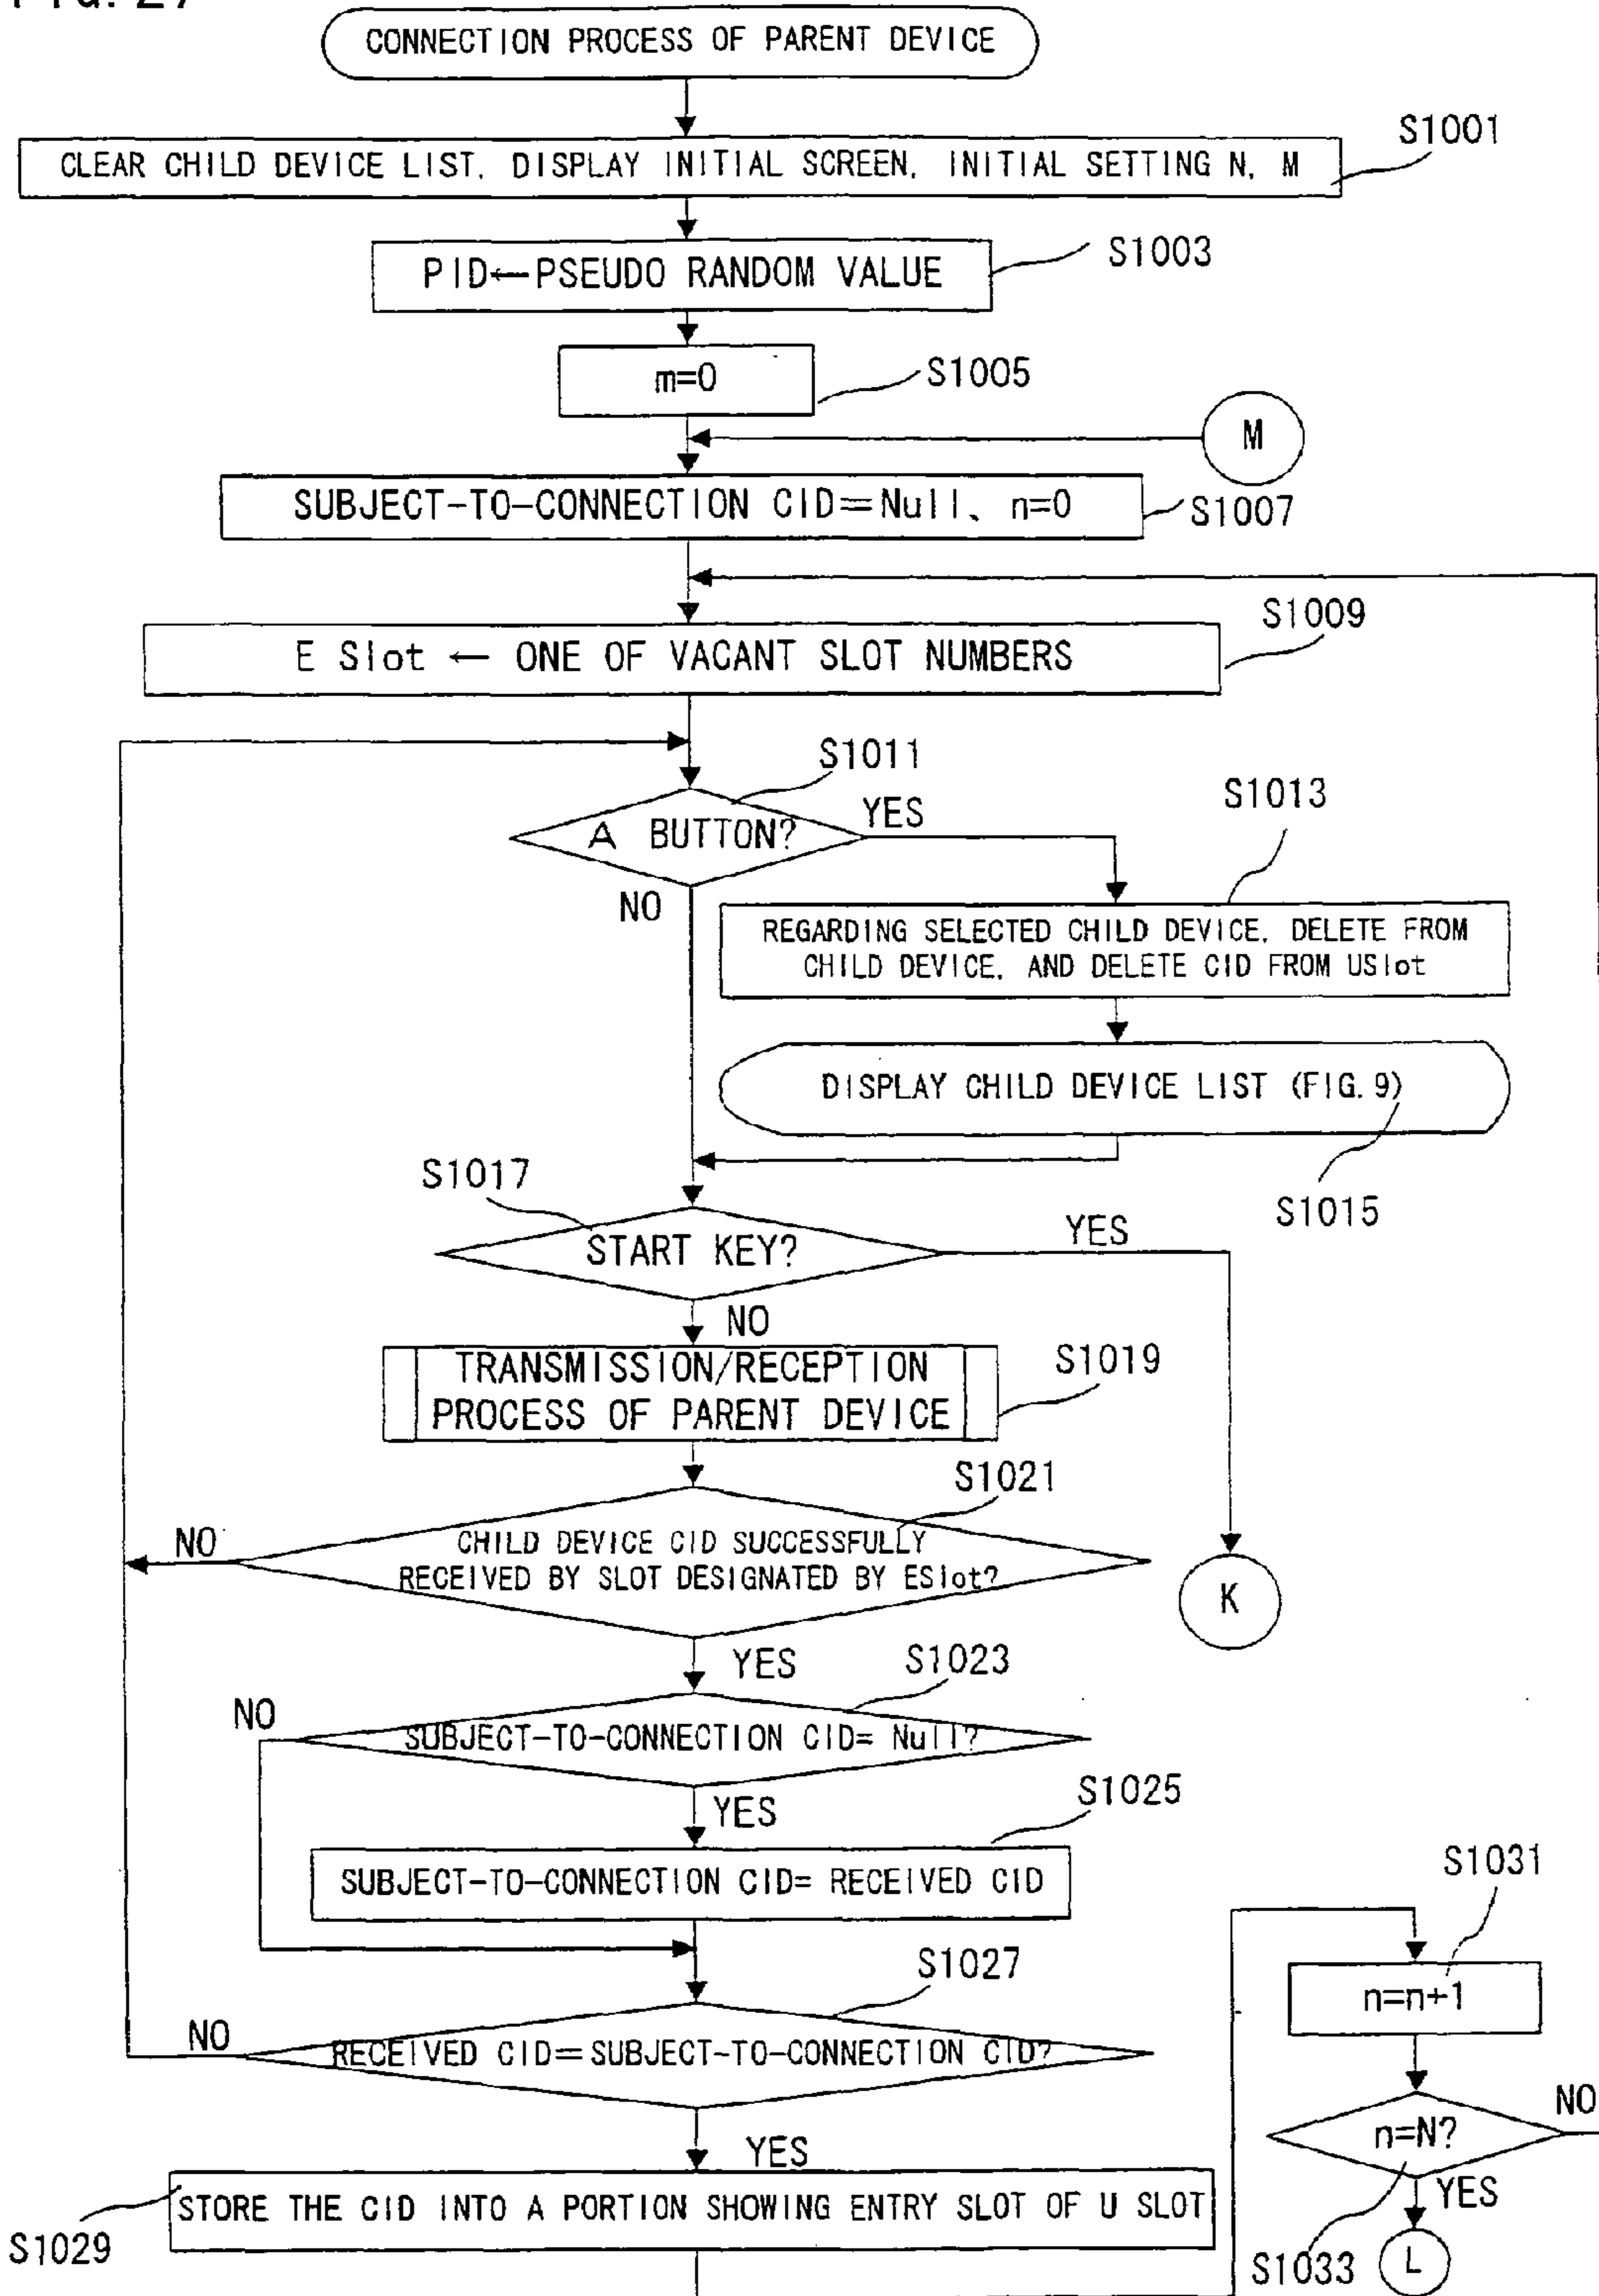 FIG. 27
CONNECTION PROCESS OF PARENT DEVICE
S1001
CLEAR CHILD DEVICE LIST, DISPLAY INITIAL SCREEN, INITIAL SETTING N, M
S1003
PID←PSEUDO RANDOM VALUE
m=0
S1005
M
SUBJECT-TO-CONNECTION CID=Null、 n=0
S1007
S1009
E Slot ← ONE OF VACANT SLOT NUMBERS
S1011
A BUTTON?
YES
NO
S1013
REGARDING SELECTED CHILD DEVICE, DELETE FROM
CHILD DEVICE, AND DELETE CID FROM USlot
DISPLAY CHILD DEVICE LIST (FIG. 9)
S1015
S1017
START KEY?
YES
NO
TRANSMISSION/RECEPTION
PROCESS OF PARENT DEVICE
S1019
S1021
CHILD DEVICE CID SUCCESSFULLY
RECEIVED BY SLOT DESIGNATED BY ESlot?
NO
K
YES
S1023
NO
SUBJECT-TO-CONNECTION CID= Null?
YES
S1025
SUBJECT-TO-CONNECTION CID= RECEIVED CID
S1027
NO
RECEIVED CID=SUBJECT-TO-CONNECTION CID?
YES
STORE THE CID INTO A PORTION SHOWING ENTRY SLOT OF U SLOT
S1029
S1031
n=n+1
n=N?
NO
YES
S1033
L